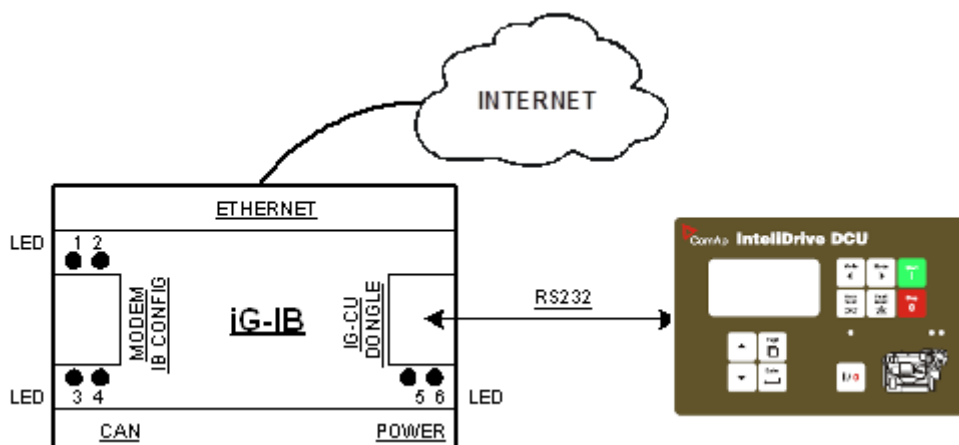 INTERNET
ETHERNET
LED
1 2
MODEM
IB CONFIG
iG-IB
IG-CU
DONGLE
RS232
LED
3 4
5 6
LED
CAN
POWER
ComAp InteliDrive DCU
I/O